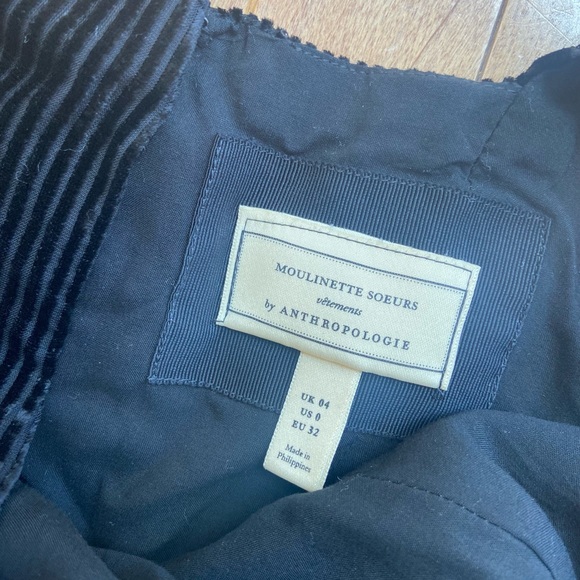 MOULINETTE SOEURS
vêtements
by ANTHROPOLOGIE
UK 04
US 0
EU 32
Made in
Philippines